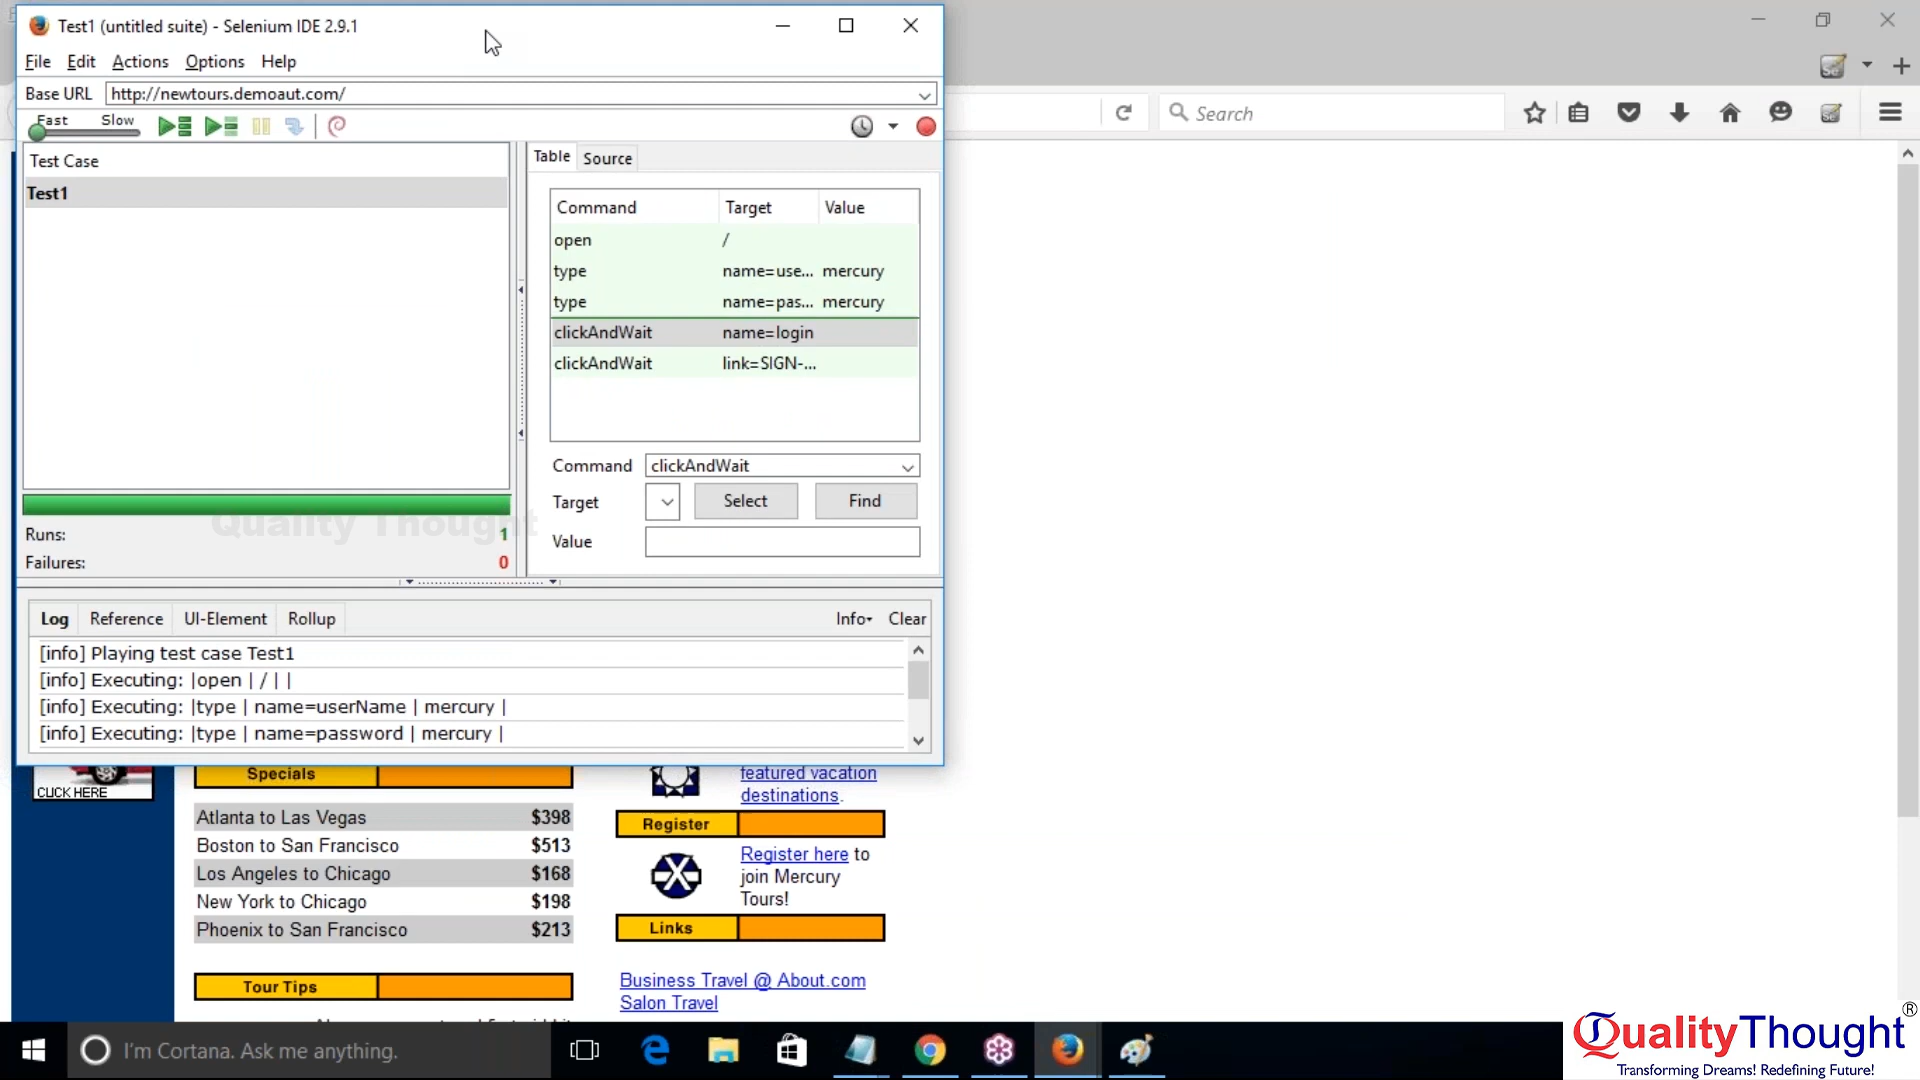 Test1 (untitled suite) - Selenium IDE 2.9.1
File Edit Actions Options Help
Base URL http://newtours.demoaut.com/
Fast Slow
Search
Test Case
Test1
Table Source
Command Target Value
open /
type name=use... mercury
type name=pas... mercury
clickAndWait name=login
clickAndWait link=SIGN-...
Command clickAndWait
Target Select Find
Value
Quality Thought
Runs: 1
Failures: 0
Log Reference UI-Element Rollup Info Clear
[info] Playing test case Test1
[info] Executing: |open | / | |
[info] Executing: |type | name=userName | mercury |
[info] Executing: |type | name=password | mercury |
CLICK HERE
Specials
Atlanta to Las Vegas $398
Boston to San Francisco $513
Los Angeles to Chicago $168
New York to Chicago $198
Phoenix to San Francisco $213
Tour Tips
featured vacation
destinations.
Register
Register here to
join Mercury
Tours!
Links
Business Travel @ About.com
Salon Travel
I'm Cortana. Ask me anything.
QualityThought®
Transforming Dreams! Redefining Future!